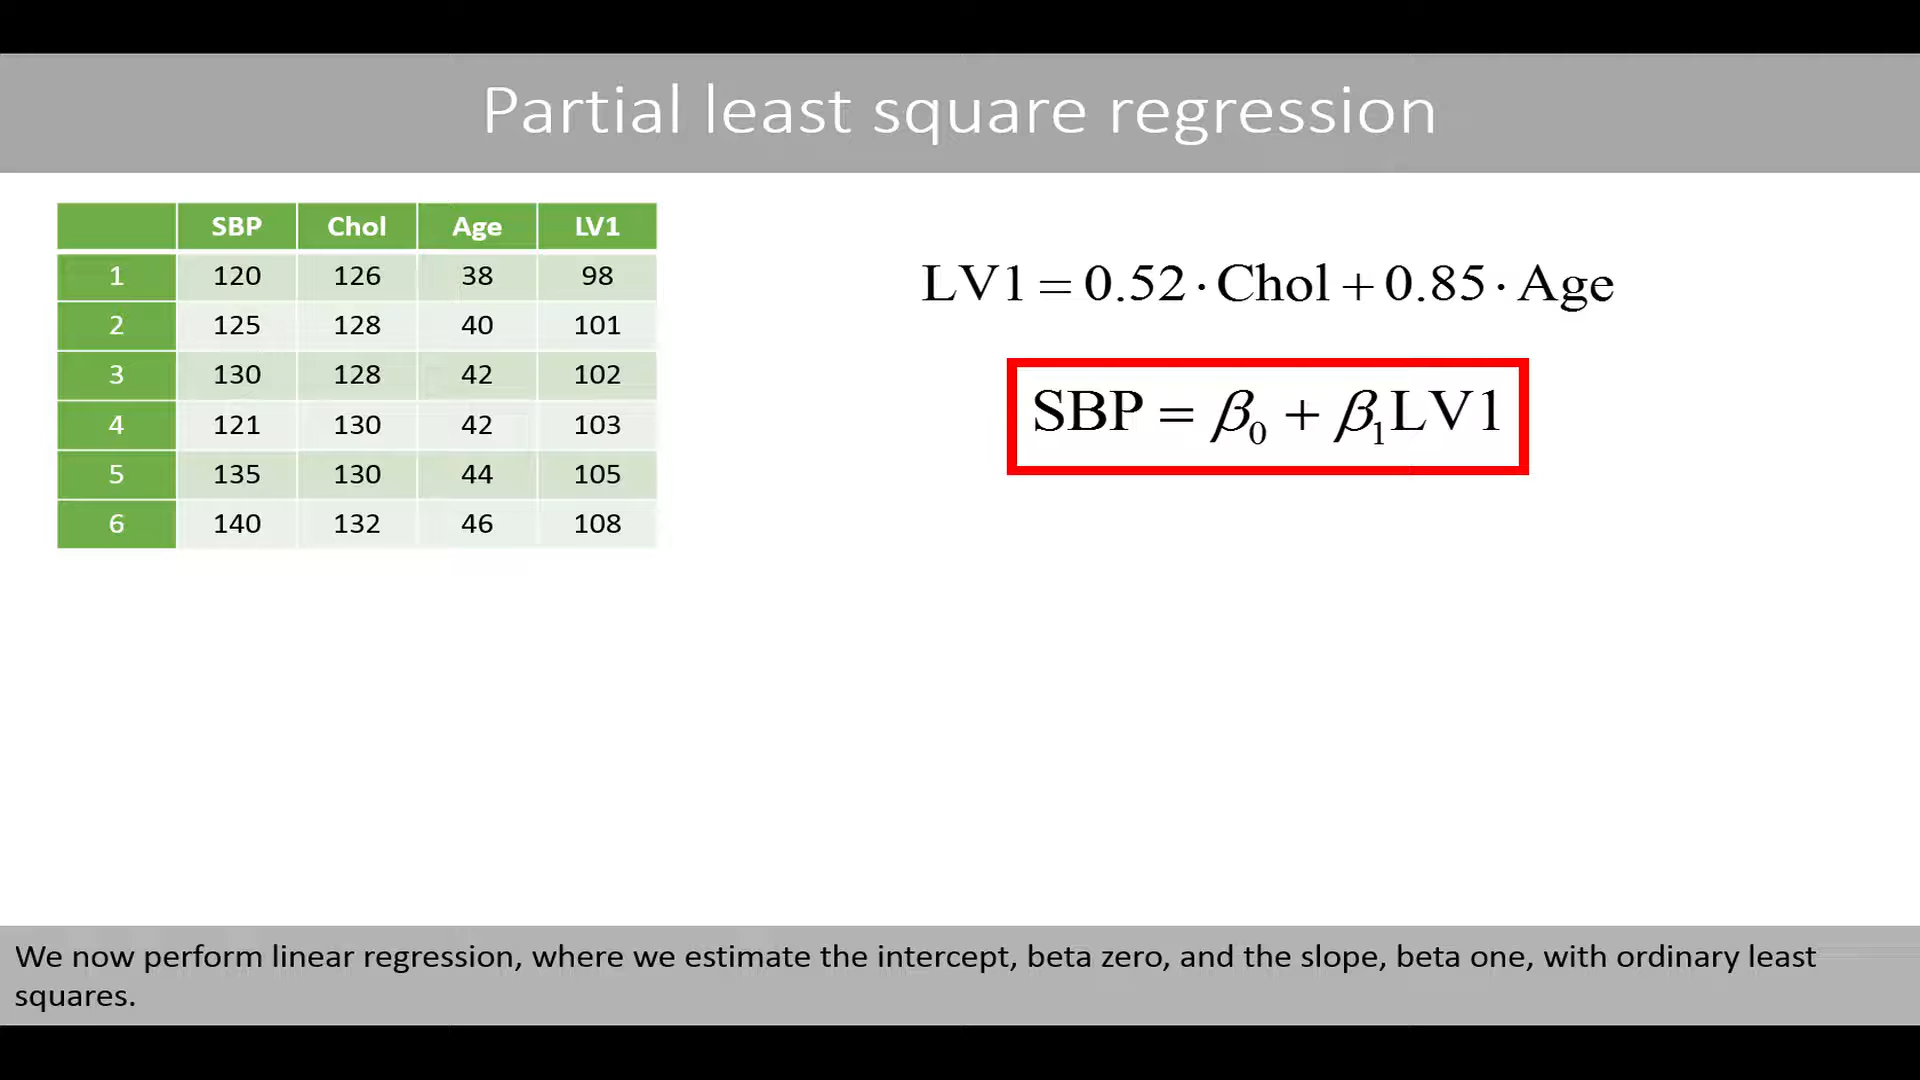 Partial least square regression
SBP Chol Age LV1
1 120 126 38 98
2 125 128 40 101
3 130 128 42 102
4 121 130 42 103
5 135 130 44 105
6 140 132 46 108
LV1 = 0.52 · Chol + 0.85 · Age
SBP = β₀ + β₁LV1
We now perform linear regression, where we estimate the intercept, beta zero, and the slope, beta one, with ordinary least
squares.